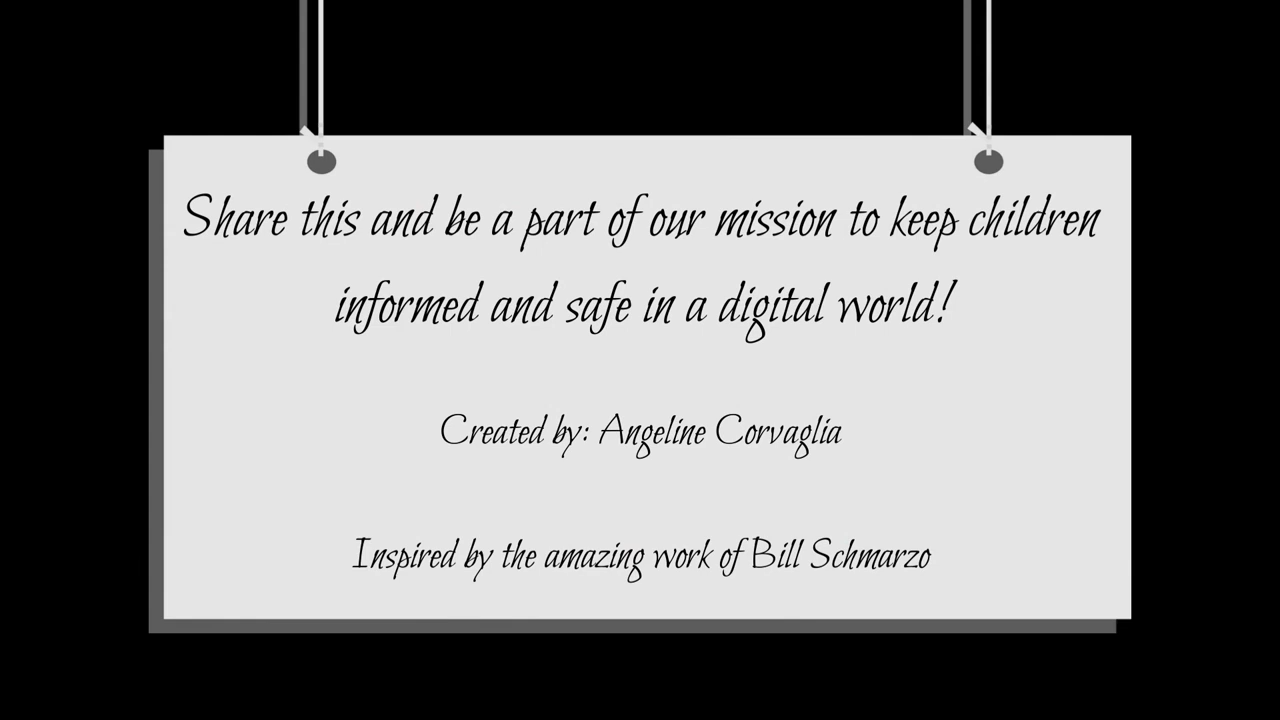 Share this and be a part of our mission to keep children
informed and safe in a digital world!
Created by: Angeline Corvaglia
Inspired by the amazing work of Bill Schmarzo